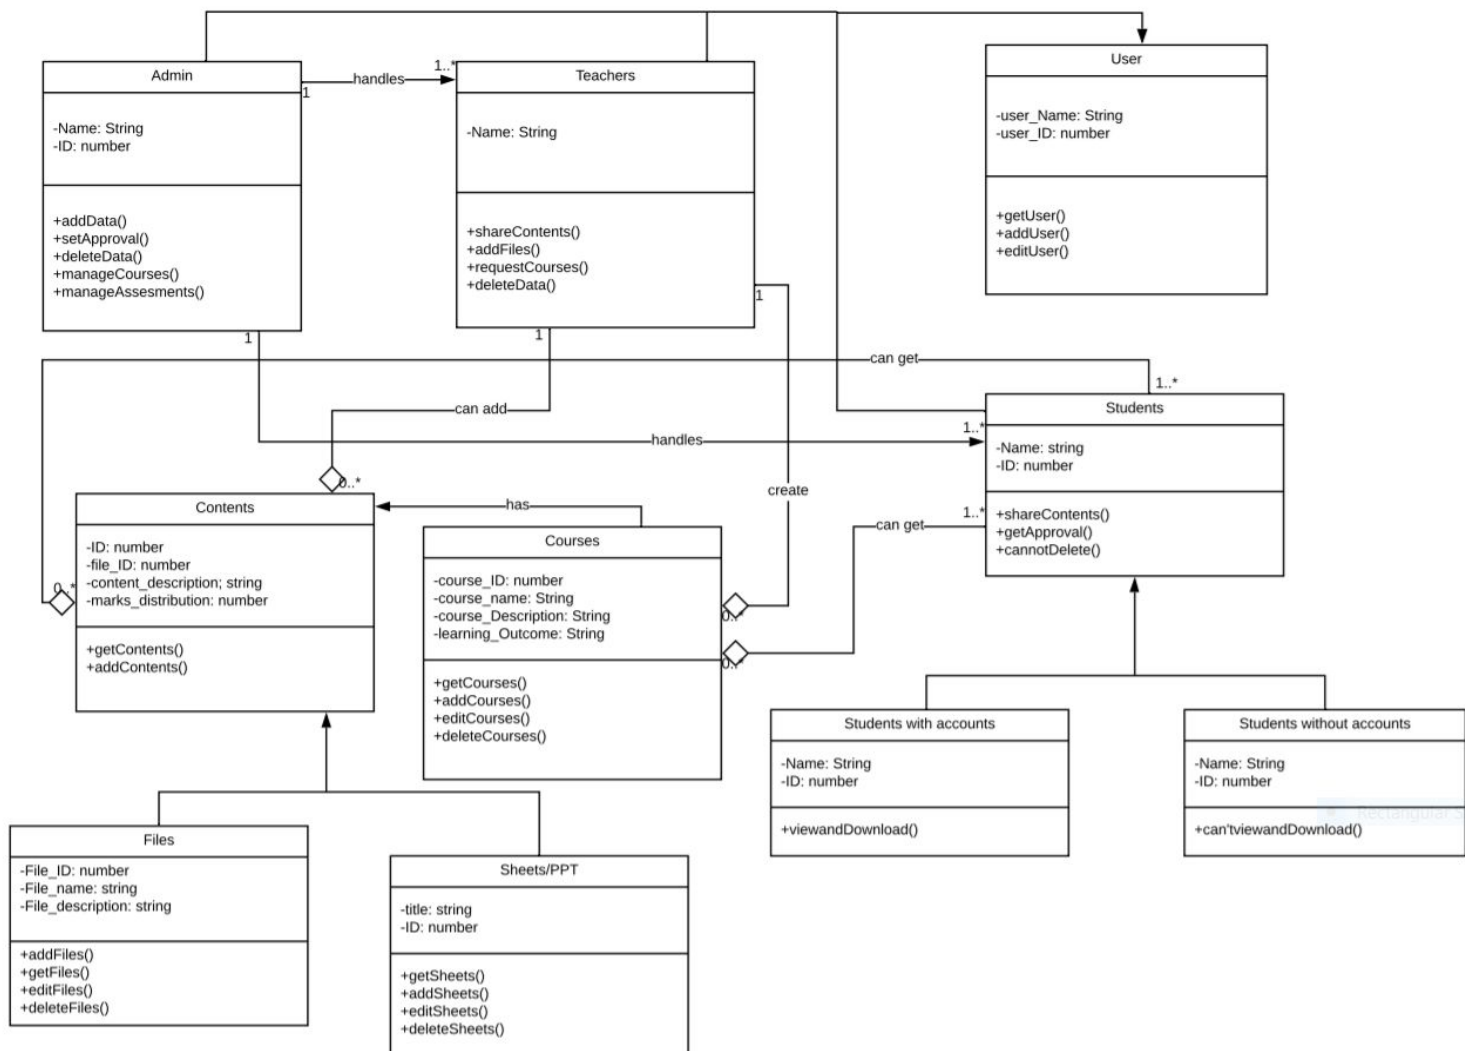 Admin
-Name: String
-ID: number
+addData()
+setApproval()
+deleteData()
+manageCourses()
+manageAssesments()
1
handles
1..*
Teachers
-Name: String
+shareContents()
+addFiles()
+requestCourses()
+deleteData()
User
-user_Name: String
-user_ID: number
+getUser()
+addUser()
+editUser()
1
1
1
can get
1..*
can add
handles
1..*
create
Students
-Name: string
-ID: number
+shareContents()
+getApproval()
+cannotDelete()
0..*
has
can get
1..*
Contents
-ID: number
-file_ID: number
-content_description; string
-marks_distribution: number
+getContents()
+addContents()
0..*
Courses
-course_ID: number
-course_name: String
-course_Description: String
-learning_Outcome: String
+getCourses()
+addCourses()
+editCourses()
+deleteCourses()
0..*
0..*
Students with accounts
-Name: String
-ID: number
+viewandDownload()
Students without accounts
-Name: String
-ID: number
+can'tviewandDownload()
Rectangular S
Files
-File_ID: number
-File_name: string
-File_description: string
+addFiles()
+getFiles()
+editFiles()
+deleteFiles()
Sheets/PPT
-title: string
-ID: number
+getSheets()
+addSheets()
+editSheets()
+deleteSheets()